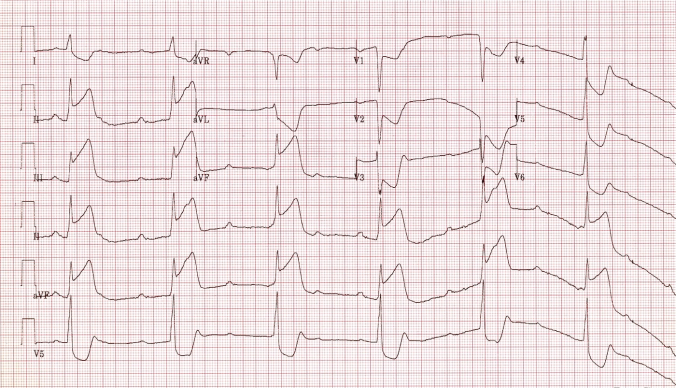 I aVR V1 V4
II aVL V2 V5
III aVF V3 V6
II
aVF
V5